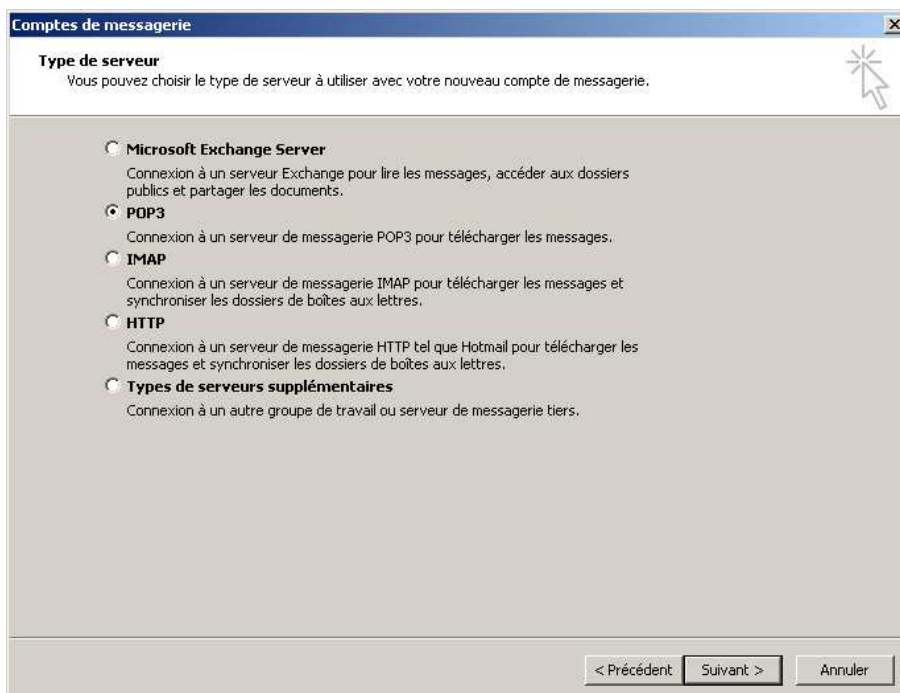 Comptes de messagerie
Type de serveur
Vous pouvez choisir le type de serveur à utiliser avec votre nouveau compte de messagerie.
Microsoft Exchange Server
Connexion à un serveur Exchange pour lire les messages, accéder aux dossiers
publics et partager les documents.
POP3
Connexion à un serveur de messagerie POP3 pour télécharger les messages.
IMAP
Connexion à un serveur de messagerie IMAP pour télécharger les messages et
synchroniser les dossiers de boîtes aux lettres.
HTTP
Connexion à un serveur de messagerie HTTP tel que Hotmail pour télécharger les
messages et synchroniser les dossiers de boîtes aux lettres.
Types de serveurs supplémentaires
Connexion à un autre groupe de travail ou serveur de messagerie tiers.
< Précédent Suivant > Annuler